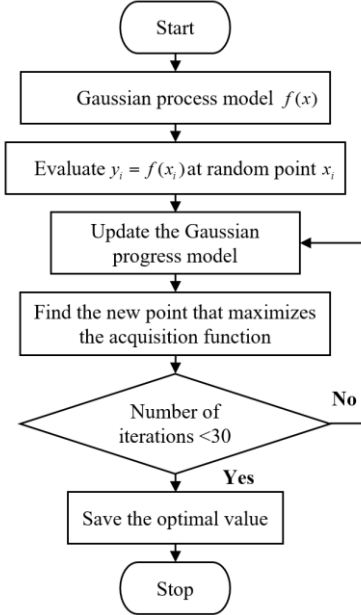 Start
Gaussian process model f(x)
Evaluate yᵢ = f(xᵢ) at random point xᵢ
Update the Gaussian
progress model
Find the new point that maximizes
the acquisition function
Number of
iterations <30
No
Yes
Save the optimal value
Stop